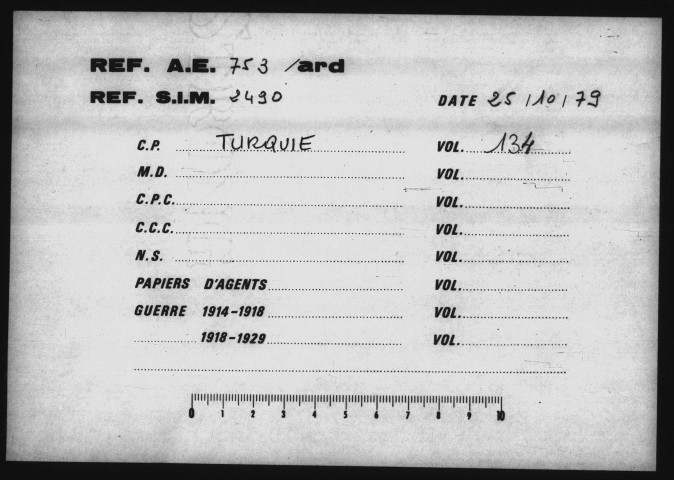 REF. A.E. 753 /ard
REF. S.I.M. 2490 DATE 25/10/79
C.P. TURQUIE VOL. 134
M.D. VOL.
C.P.C. VOL.
C.C.C. VOL.
N.S. VOL.
PAPIERS D'AGENTS VOL.
GUERRE 1914-1918 VOL.
1918-1929 VOL.
0 1 2 3 4 5 6 7 8 9 10